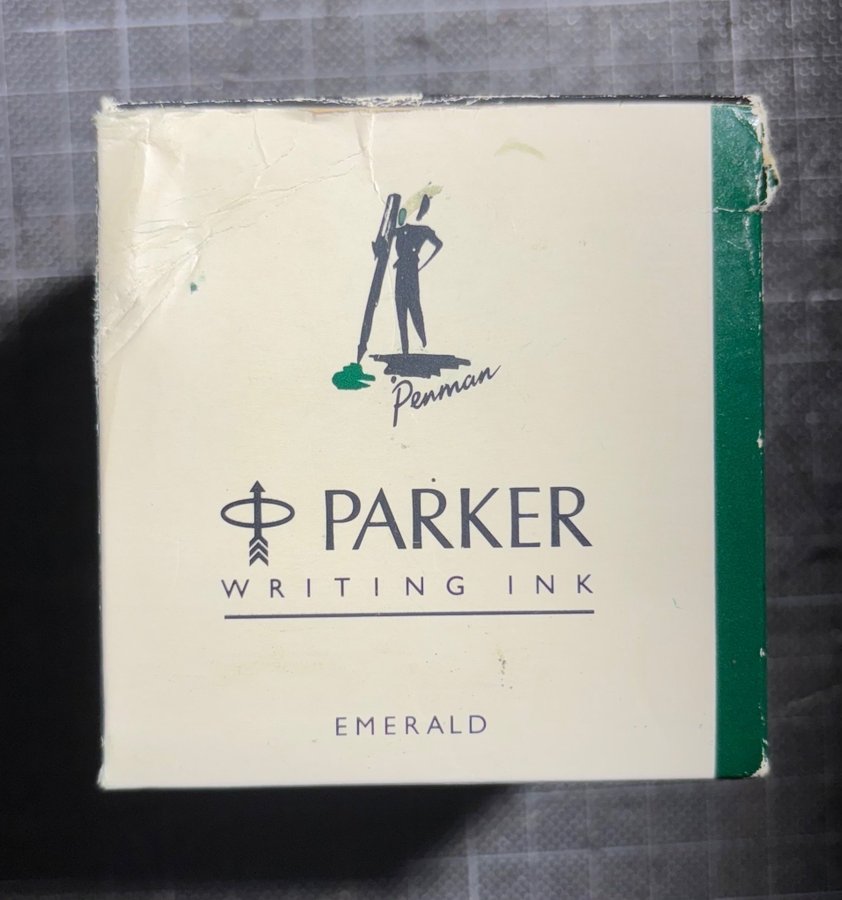 Penman
PARKER
WRITING INK
EMERALD